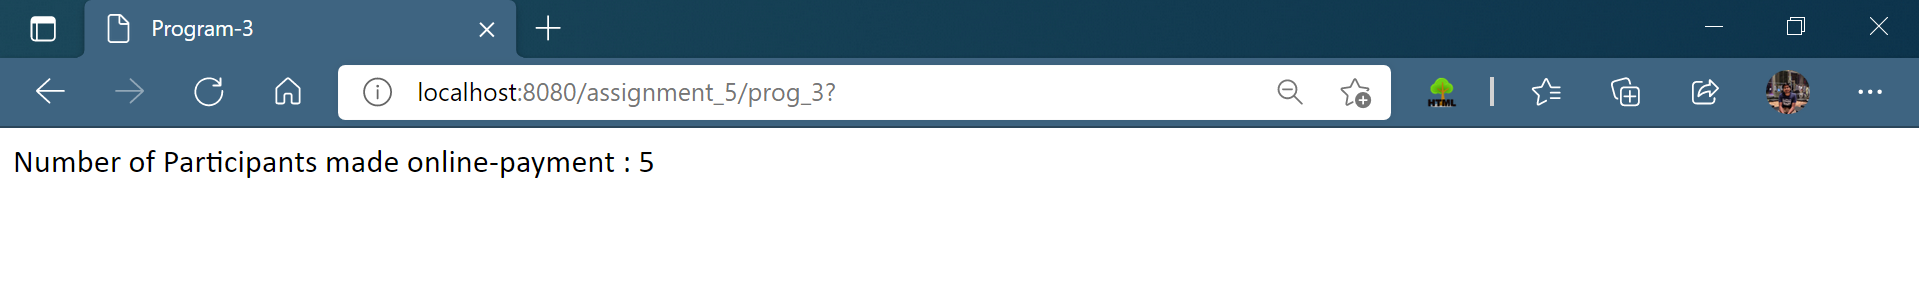 Program-3
localhost:8080/assignment_5/prog_3?
HTML
Number of Participants made online-payment : 5